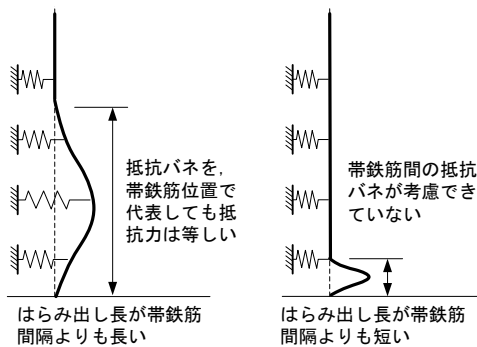 抵抗バネを,
帯鉄筋位置で
代表しても抵
抗力は等しい
はらみ出し長が帯鉄筋
間隔よりも長い
帯鉄筋間の抵抗
バネが考慮でき
ていない
はらみ出し長が帯鉄筋
間隔よりも短い